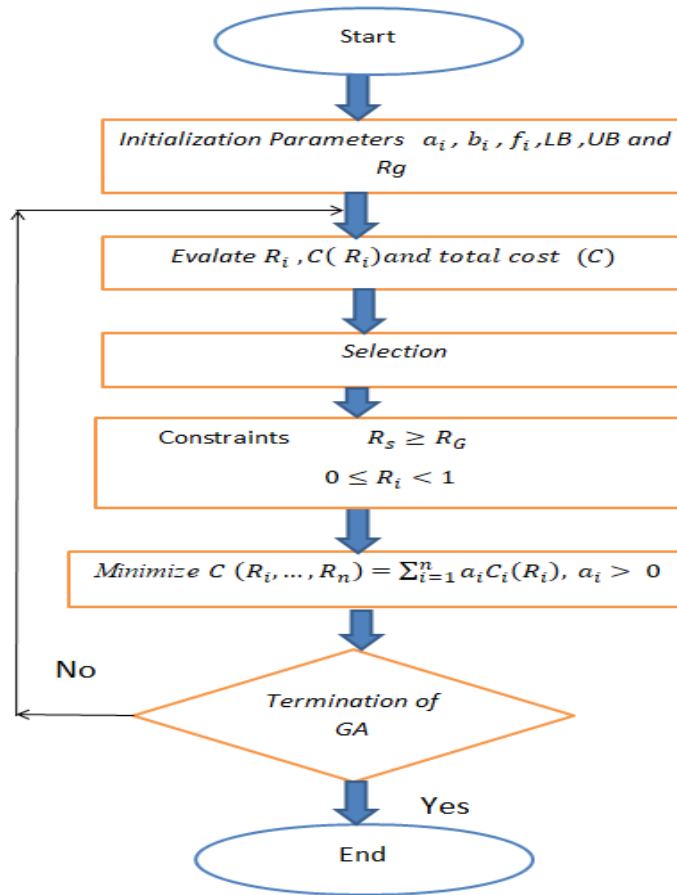 Start
Initialization Parameters a_i, b_i, f_i,LB ,UB and
Rg
Evalate R_i ,C( R_i)and total cost (C)
Selection
Constraints R_s ≥ R_G
0 ≤ R_i < 1
Minimize C (R_i, …, R_n) = ∑_{i=1}^{n} a_i C_i(R_i), a_i > 0
No
Termination of
GA
Yes
End